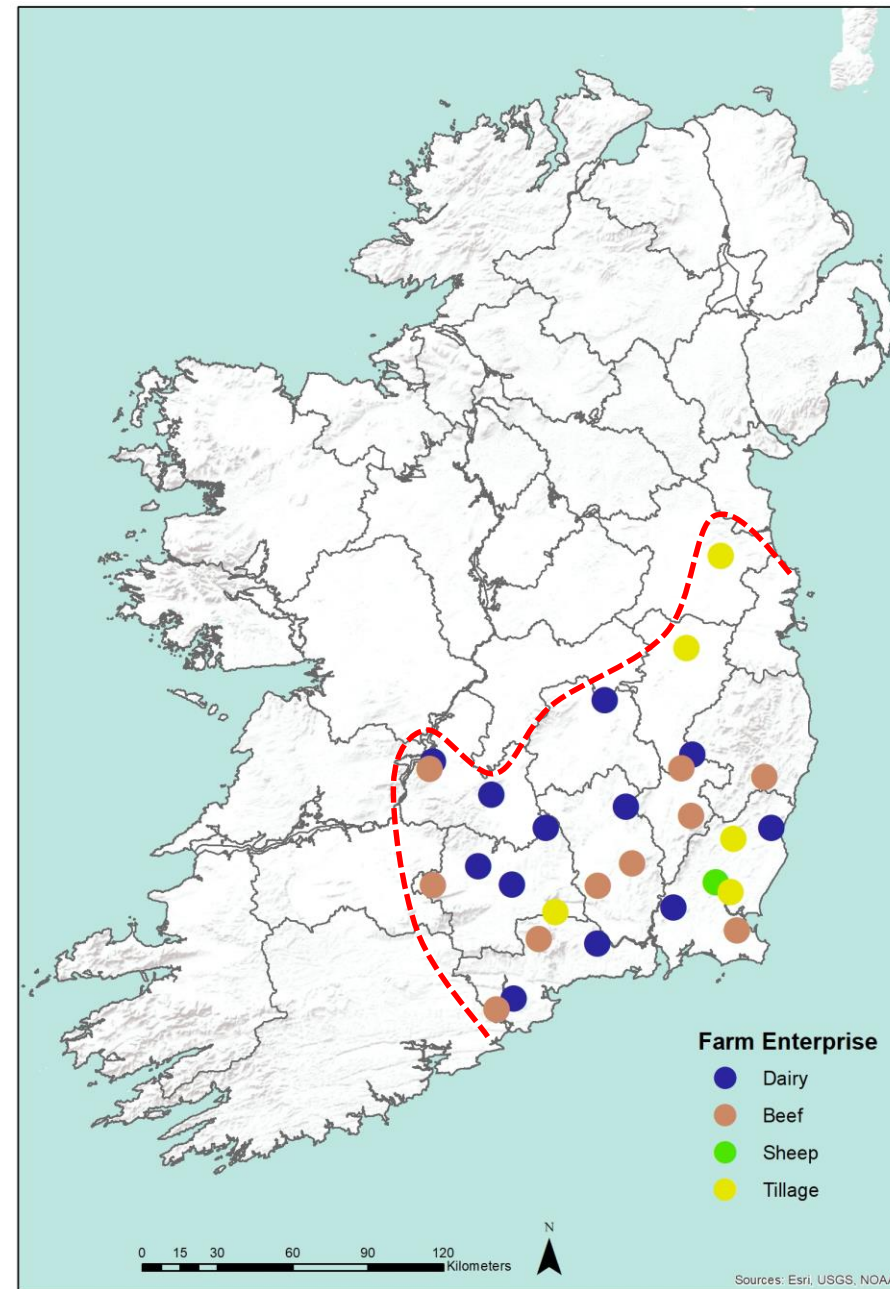 Farm Enterprise
Dairy
Beef
Sheep
Tillage
N
0 15 30 60 90 120
Kilometers
Sources: Esri, USGS, NOAA